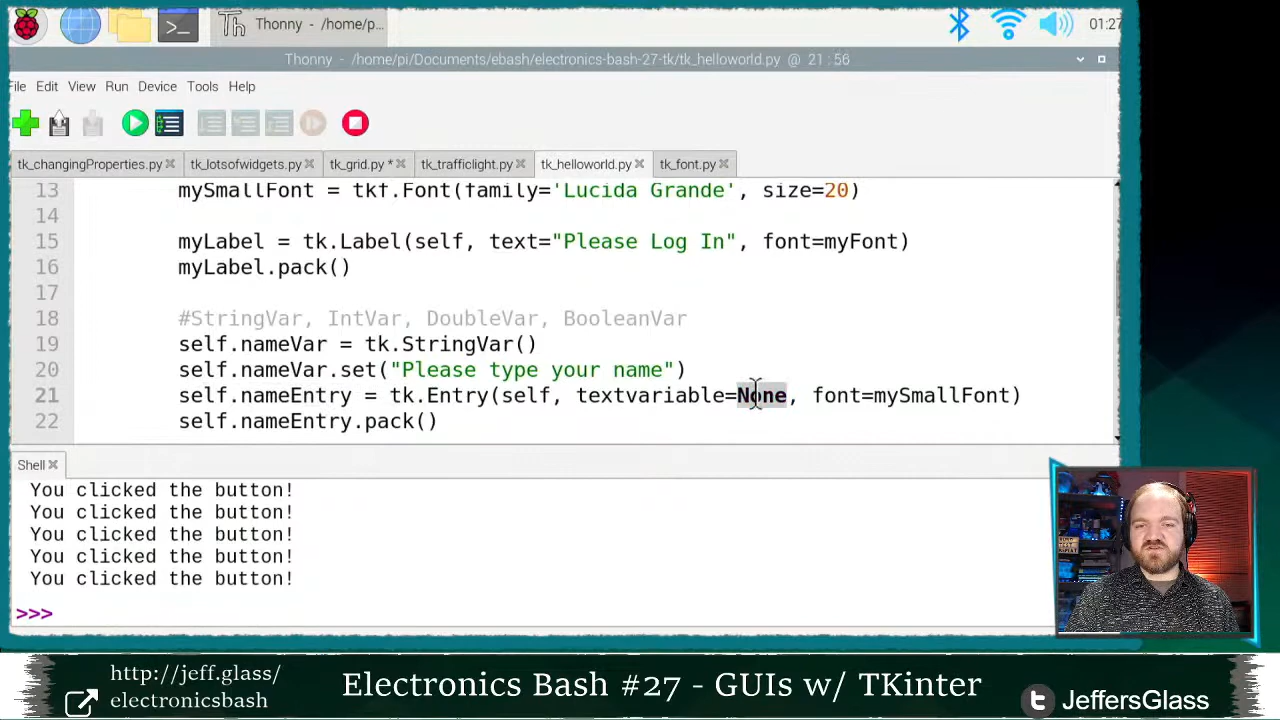 Thonny - /home/p...
01:27
Thonny - /home/pi/Documents/ebash/electronics-bash-27-tk/tk_helloworld.py @ 21:56
ile Edit View Run Device Tools Help
tk_changingProperties.py tk_lotsofwidgets.py tk_grid.py * tk_trafficlight.py tk_helloworld.py tk_font.py
13 mySmallFont = tkf.Font(family='Lucida Grande', size=20)
14
15 myLabel = tk.Label(self, text="Please Log In", font=myFont)
16 myLabel.pack()
17
18 #StringVar, IntVar, DoubleVar, BooleanVar
19 self.nameVar = tk.StringVar()
20 self.nameVar.set("Please type your name")
21 self.nameEntry = tk.Entry(self, textvariable=None, font=mySmallFont)
22 self.nameEntry.pack()
Shell
You clicked the button!
You clicked the button!
You clicked the button!
You clicked the button!
You clicked the button!
>>>
http://jeff.glass/
electronicsbash
Electronics Bash #27 - GUIs w/ TKinter
JeffersGlass